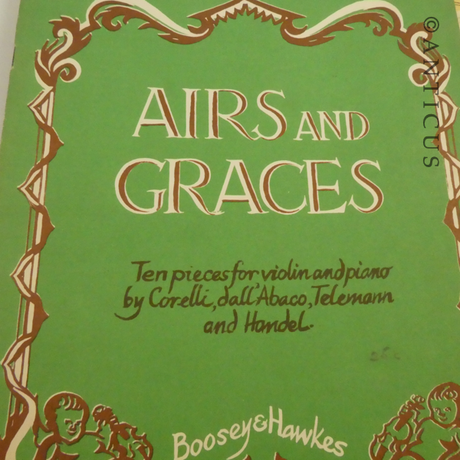 AIRS AND
GRACES
Ten pieces for violin and piano
by Corelli, dall'Abaco, Telemann
and Handel.
Boosey & Hawkes
©ANTICUS